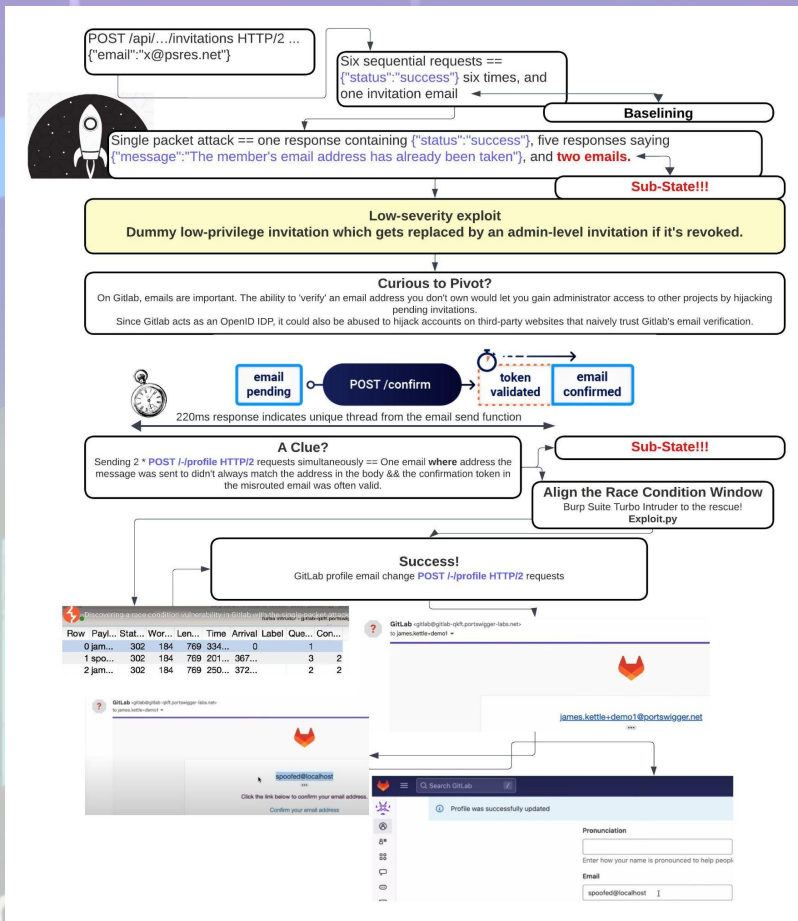 POST /api/…/invitations HTTP/2 ...
{"email":"x@psres.net"}
Six sequential requests ==
{"status":"success"} six times, and
one invitation email
Baselining
Single packet attack == one response containing {"status":"success"}, five responses saying
{"message":"The member's email address has already been taken"}, and two emails.
Sub-State!!!
Low-severity exploit
Dummy low-privilege invitation which gets replaced by an admin-level invitation if it's revoked.
Curious to Pivot?
On Gitlab, emails are important. The ability to 'verify' an email address you don't own would let you gain administrator access to other projects by hijacking
pending invitations.
Since Gitlab acts as an OpenID IDP, it could also be abused to hijack accounts on third-party websites that naively trust Gitlab's email verification.
email
pending
POST /confirm
token
validated
email
confirmed
220ms response indicates unique thread from the email send function
A Clue?
Sending 2 * POST /-/profile HTTP/2 requests simultaneously == One email where address the
message was sent to didn't always match the address in the body && the confirmation token in
the misrouted email was often valid.
Sub-State!!!
Align the Race Condition Window
Burp Suite Turbo Intruder to the rescue!
Exploit.py
Success!
GitLab profile email change POST /-/profile HTTP/2 requests
Discovering a race condition vulnerability in Gitlab with the single-packet attack
Row Payl... Stat... Wor... Len... Time Arrival Label Que... Con...
0 jam... 302 184 769 334... 0 1
1 spo... 302 184 769 201... 367... 3 2
2 jam... 302 184 769 250... 372... 2 2
?
GitLab <gitlab@gitlab-qkft.portswigger-labs.net>
to james.kettle+demo1
james.kettle+demo1@portswigger.net
?
GitLab <gitlab@gitlab-qkft.portswigger-labs.net>
to james.kettle+demo1
spoofed@localhost
Click the link below to confirm your email address.
Confirm your email address
Search GitLab
/
Profile was successfully updated
Pronunciation
Enter how your name is pronounced to help peopl
Email
spoofed@localhost